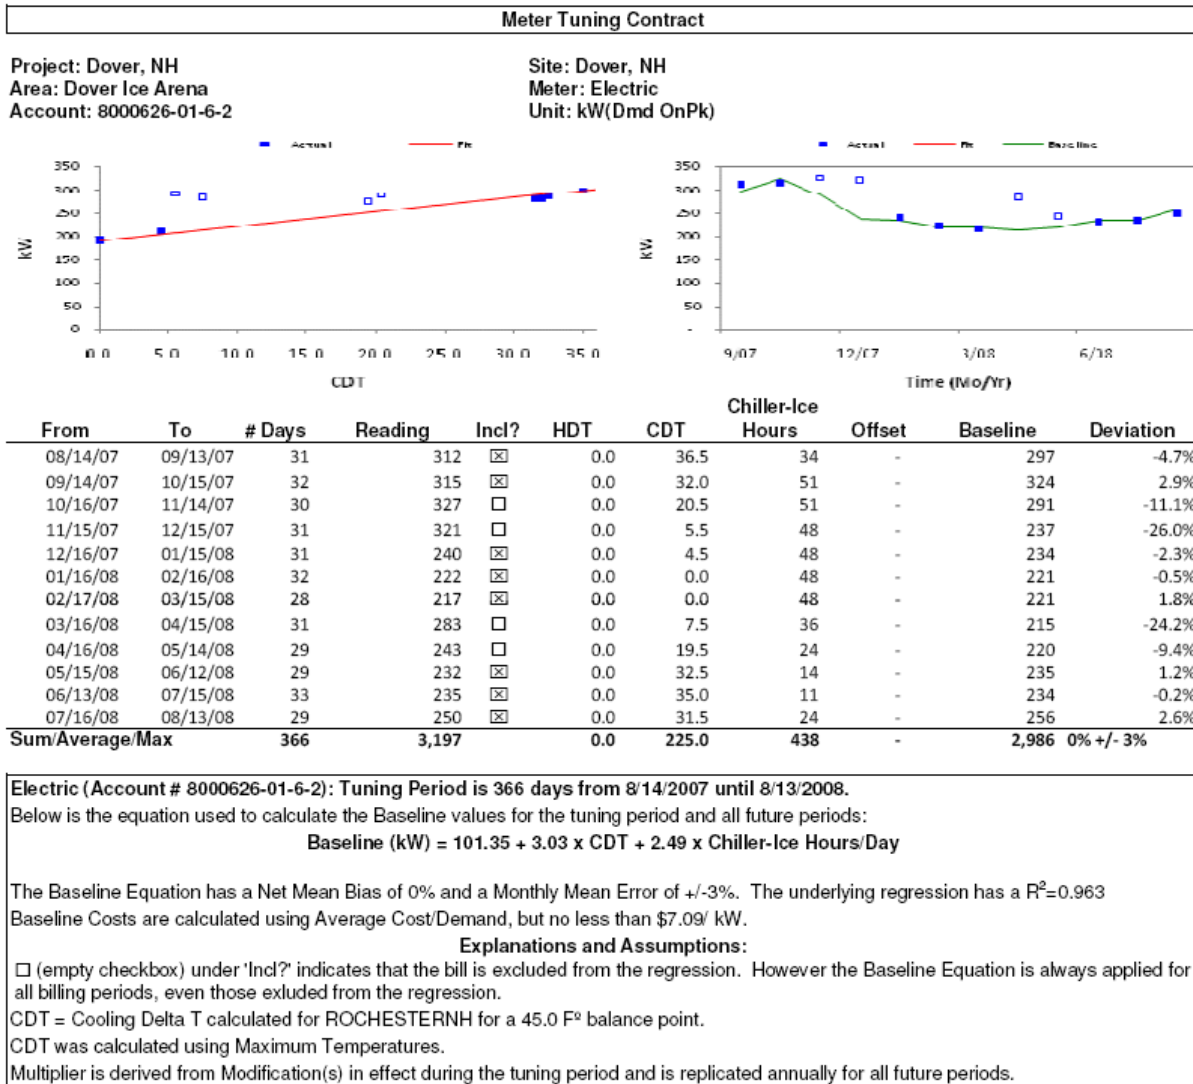 Meter Tuning Contract
Project: Dover, NH
Site: Dover, NH
Area: Dover Ice Arena
Meter: Electric
Account: 8000626-01-6-2
Unit: kW(Dmd OnPk)
Actual Fit
350
300
250
200
150
100
50
0
kW
0.0 5.0 10.0 15.0 20.0 25.0 30.0 35.0
CDT
Actual Fit Baseline
350
300
250
200
150
100
50
-
kW
9/07 12/07 3/08 6/08
Time (Mo/Yr)
Chiller-Ice
From To # Days Reading Incl? HDT CDT Hours Offset Baseline Deviation
08/14/07 09/13/07 31 312 ☒ 0.0 36.5 34 - 297 -4.7%
09/14/07 10/15/07 32 315 ☒ 0.0 32.0 51 - 324 2.9%
10/16/07 11/14/07 30 327 ☐ 0.0 20.5 51 - 291 -11.1%
11/15/07 12/15/07 31 321 ☐ 0.0 5.5 48 - 237 -26.0%
12/16/07 01/15/08 31 240 ☒ 0.0 4.5 48 - 234 -2.3%
01/16/08 02/16/08 32 222 ☒ 0.0 0.0 48 - 221 -0.5%
02/17/08 03/15/08 28 217 ☒ 0.0 0.0 48 - 221 1.8%
03/16/08 04/15/08 31 283 ☐ 0.0 7.5 36 - 215 -24.2%
04/16/08 05/14/08 29 243 ☐ 0.0 19.5 24 - 220 -9.4%
05/15/08 06/12/08 29 232 ☒ 0.0 32.5 14 - 235 1.2%
06/13/08 07/15/08 33 235 ☒ 0.0 35.0 11 - 234 -0.2%
07/16/08 08/13/08 29 250 ☒ 0.0 31.5 24 - 256 2.6%
Sum/Average/Max 366 3,197 0.0 225.0 438 - 2,986 0% +/- 3%
Electric (Account # 8000626-01-6-2): Tuning Period is 366 days from 8/14/2007 until 8/13/2008.
Below is the equation used to calculate the Baseline values for the tuning period and all future periods:
Baseline (kW) = 101.35 + 3.03 x CDT + 2.49 x Chiller-Ice Hours/Day
The Baseline Equation has a Net Mean Bias of 0% and a Monthly Mean Error of +/-3%. The underlying regression has a R²=0.963
Baseline Costs are calculated using Average Cost/Demand, but no less than $7.09/ kW.
Explanations and Assumptions:
☐ (empty checkbox) under 'Incl?' indicates that the bill is excluded from the regression. However the Baseline Equation is always applied for
all billing periods, even those exluded from the regression.
CDT = Cooling Delta T calculated for ROCHESTERNH for a 45.0 Fº balance point.
CDT was calculated using Maximum Temperatures.
Multiplier is derived from Modification(s) in effect during the tuning period and is replicated annually for all future periods.